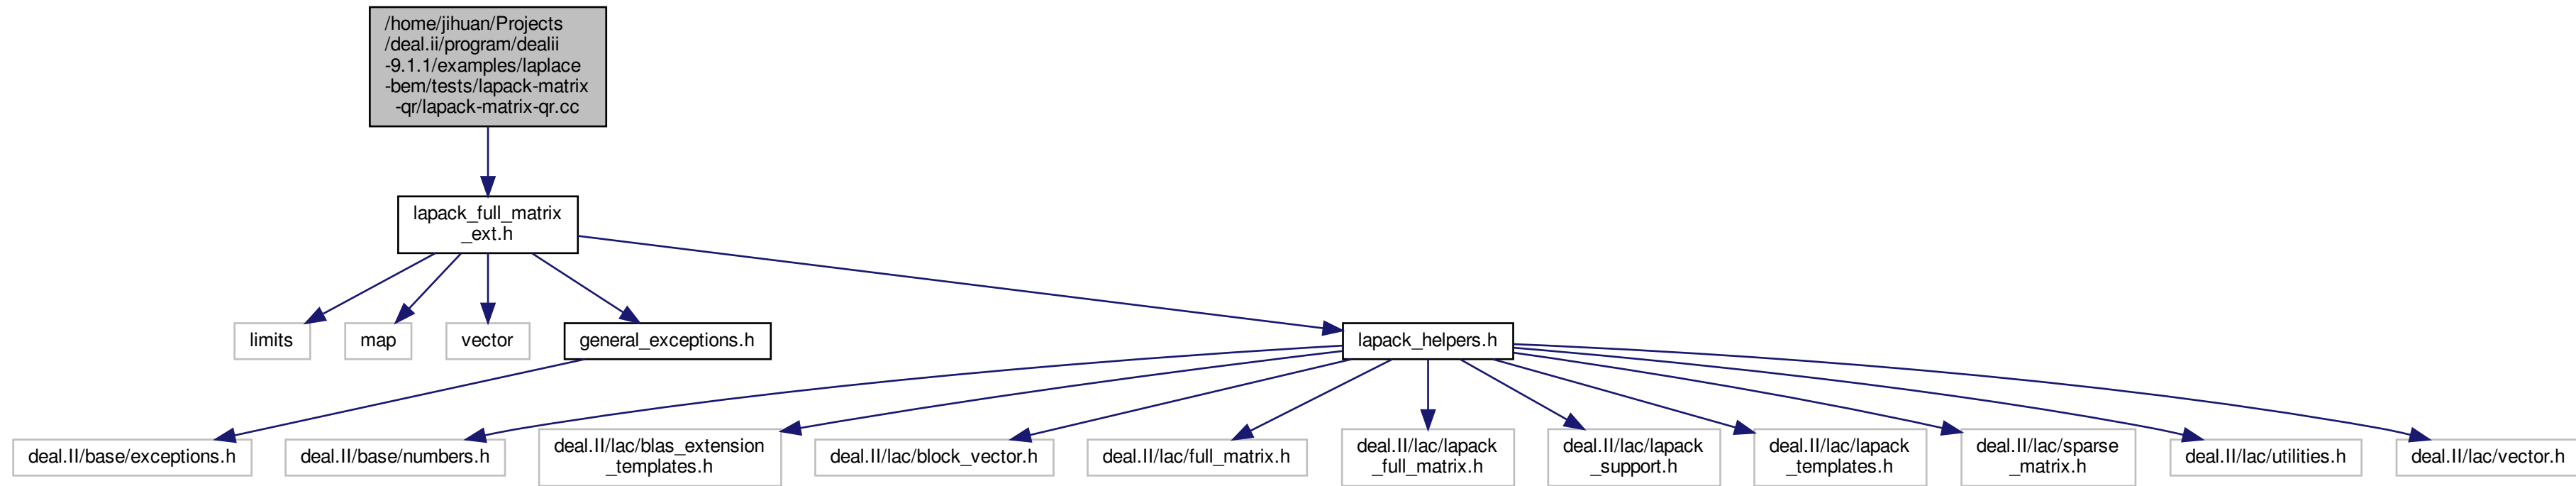 /home/jihuan/Projects
/deal.ii/program/dealii
-9.1.1/examples/laplace
-bem/tests/lapack-matrix
-qr/lapack-matrix-qr.cc
lapack_full_matrix
_ext.h
limits
map
vector
general_exceptions.h
lapack_helpers.h
deal.II/base/exceptions.h
deal.II/base/numbers.h
deal.II/lac/blas_extension
_templates.h
deal.II/lac/block_vector.h
deal.II/lac/full_matrix.h
deal.II/lac/lapack
_full_matrix.h
deal.II/lac/lapack
_support.h
deal.II/lac/lapack
_templates.h
deal.II/lac/sparse
_matrix.h
deal.II/lac/utilities.h
deal.II/lac/vector.h